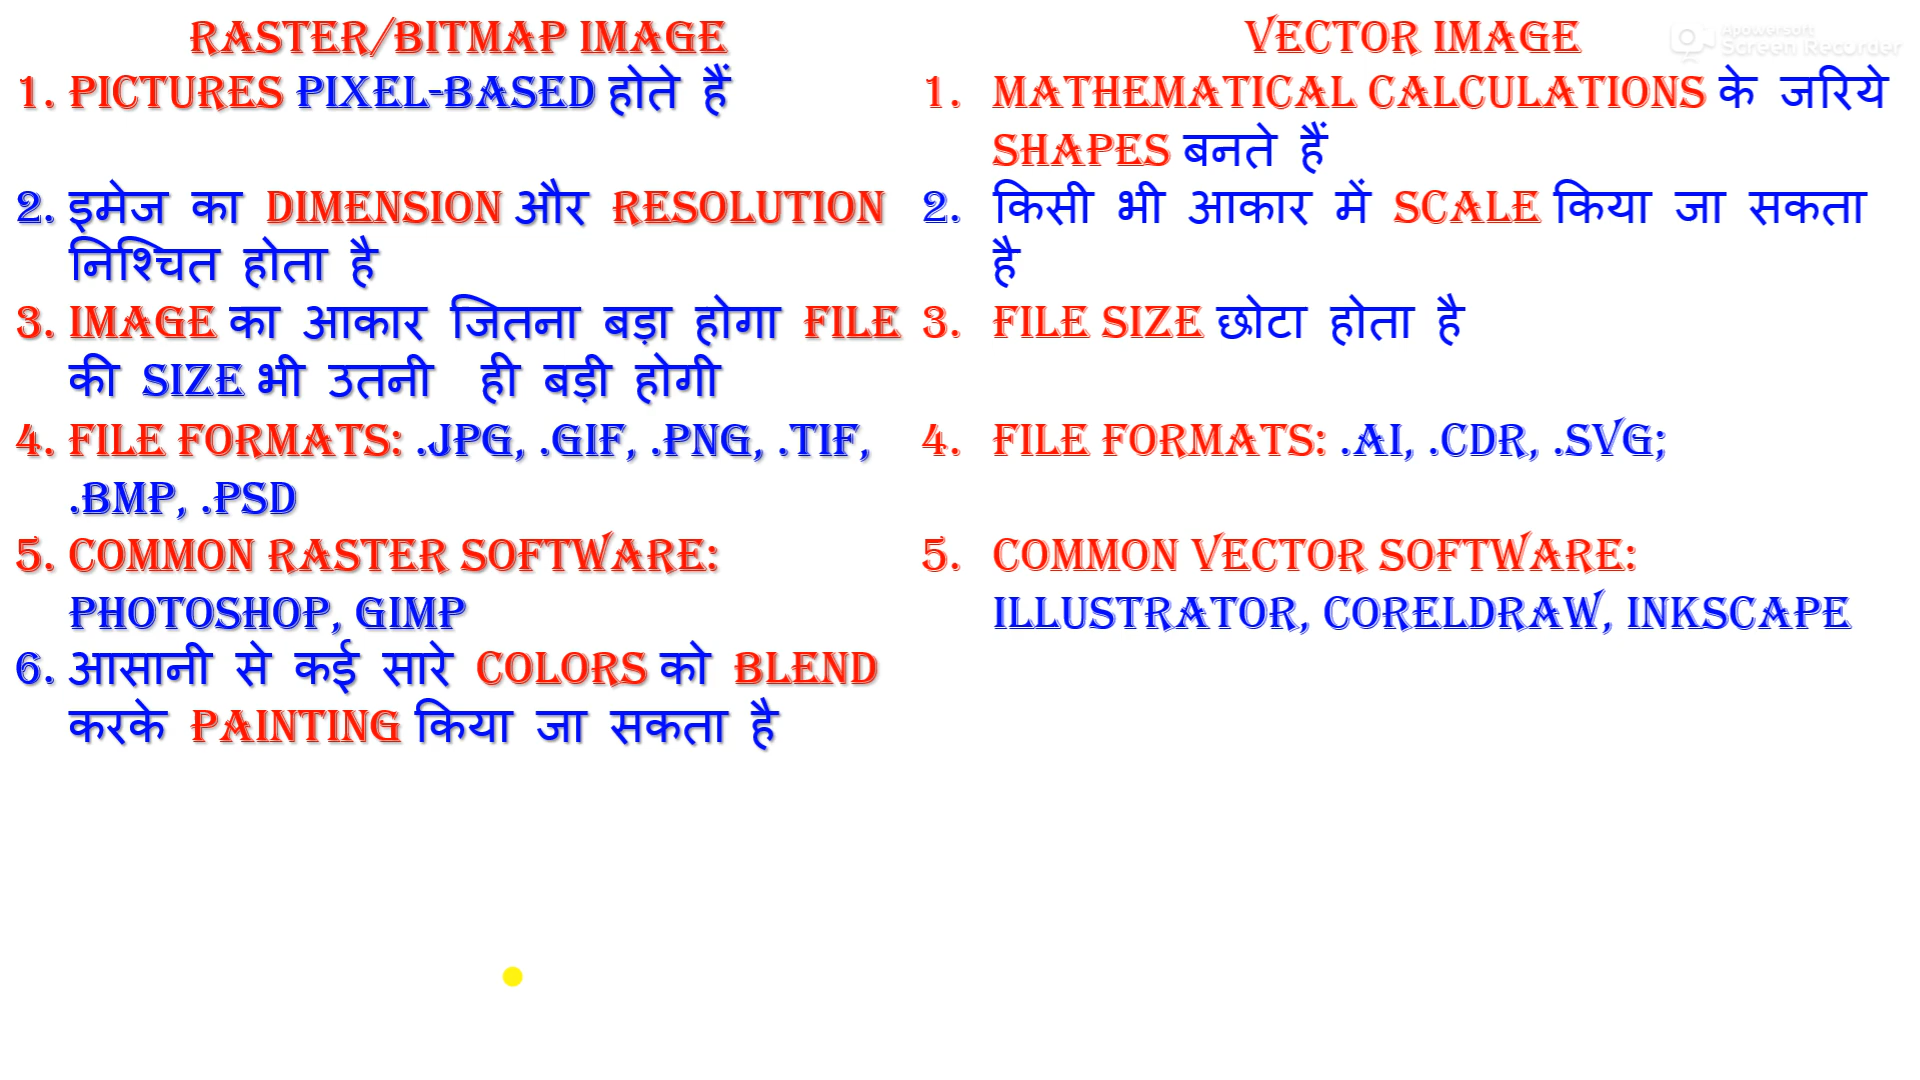 RASTER/BITMAP IMAGE
1. PICTURES PIXEL-BASED होते हैं
2. इमेज का DIMENSION और RESOLUTION
निश्चित होता है
3. IMAGE का आकार जितना बड़ा होगा FILE
की SIZE भी उतनी ही बड़ी होगी
4. FILE FORMATS: .JPG, .GIF, .PNG, .TIF,
.BMP, .PSD
5. COMMON RASTER SOFTWARE:
PHOTOSHOP, GIMP
6. आसानी से कई सारे COLORS को BLEND
करके PAINTING किया जा सकता है
VECTOR IMAGE
1. MATHEMATICAL CALCULATIONS के जरिये
SHAPES बनते हैं
2. किसी भी आकार में SCALE किया जा सकता
है
3. FILE SIZE छोटा होता है
4. FILE FORMATS: .AI, .CDR, .SVG;
5. COMMON VECTOR SOFTWARE:
ILLUSTRATOR, CORELDRAW, INKSCAPE
Apowersoft
Screen Recorder